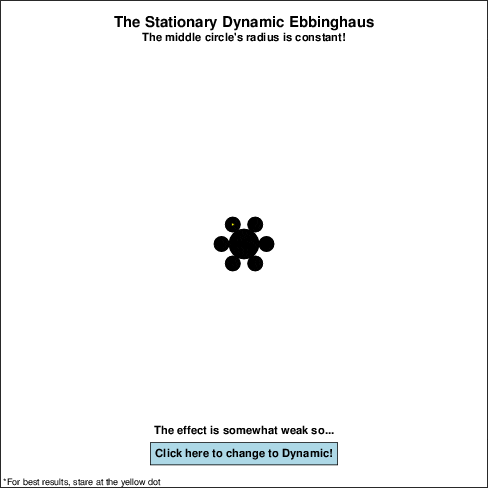 The Stationary Dynamic Ebbinghaus
The middle circle's radius is constant!
The effect is somewhat weak so...
Click here to change to Dynamic!
*For best results, stare at the yellow dot